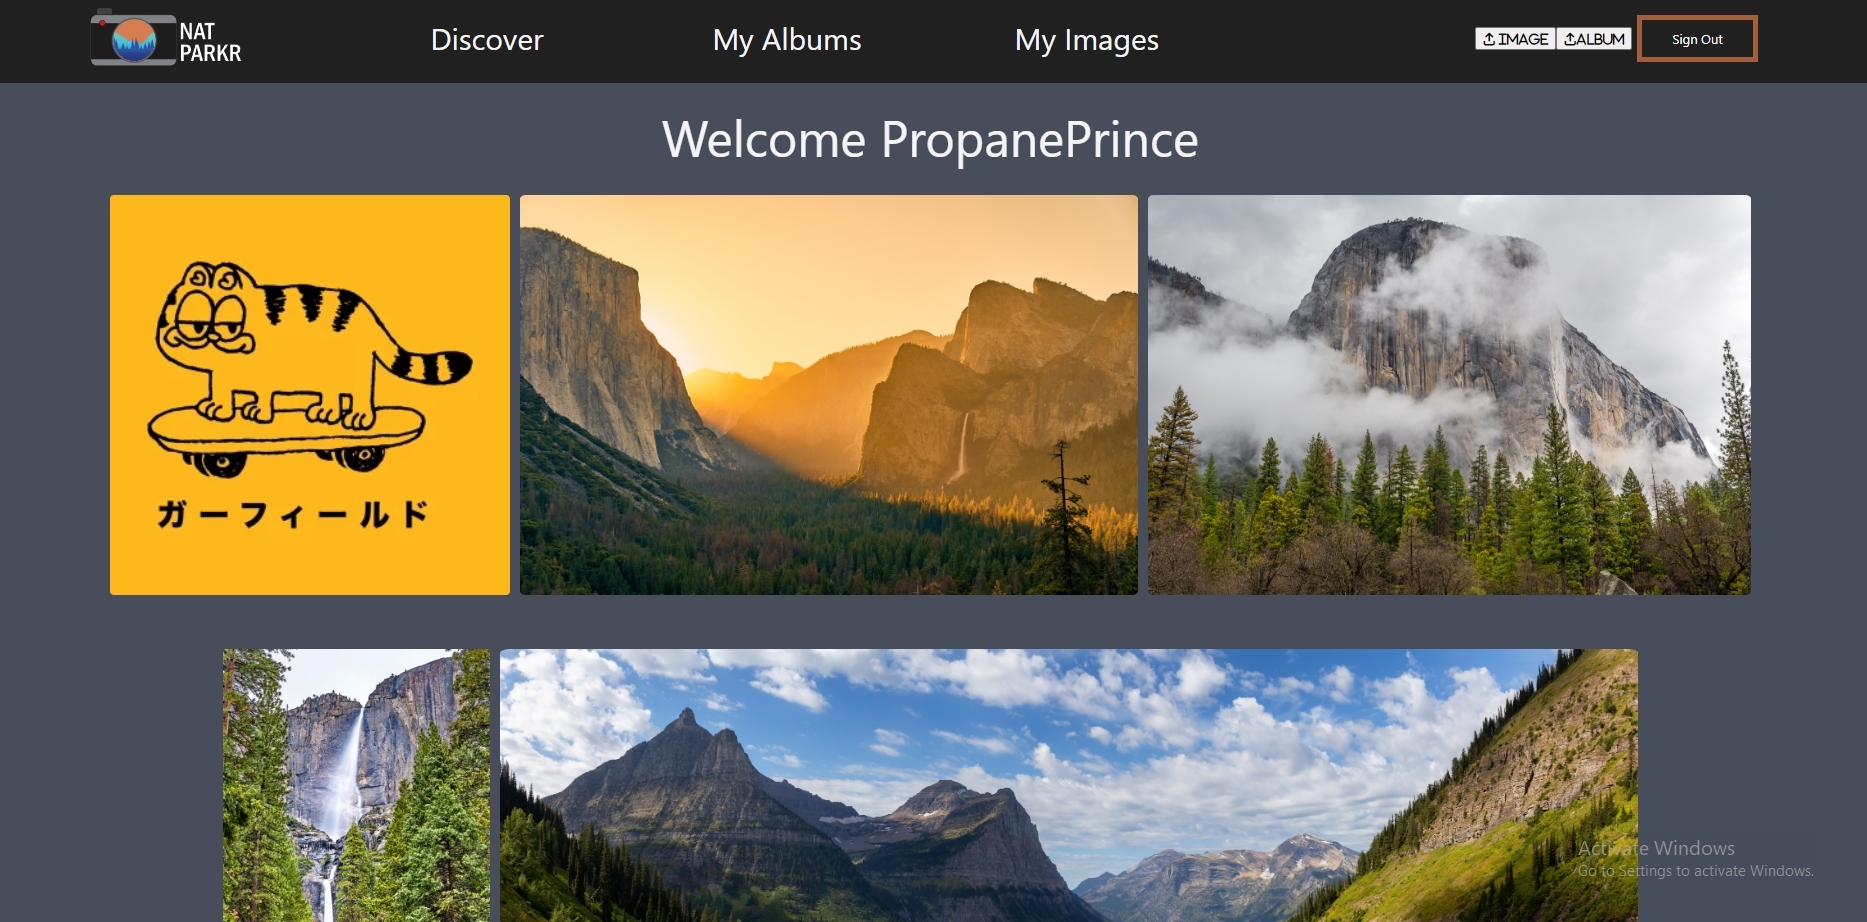 NAT
PARKR
Discover
My Albums
My Images
IMAGE
ALBUM
Sign Out
Welcome PropanePrince
ガーフィールド
Activate Windows
Go to Settings to activate Windows.